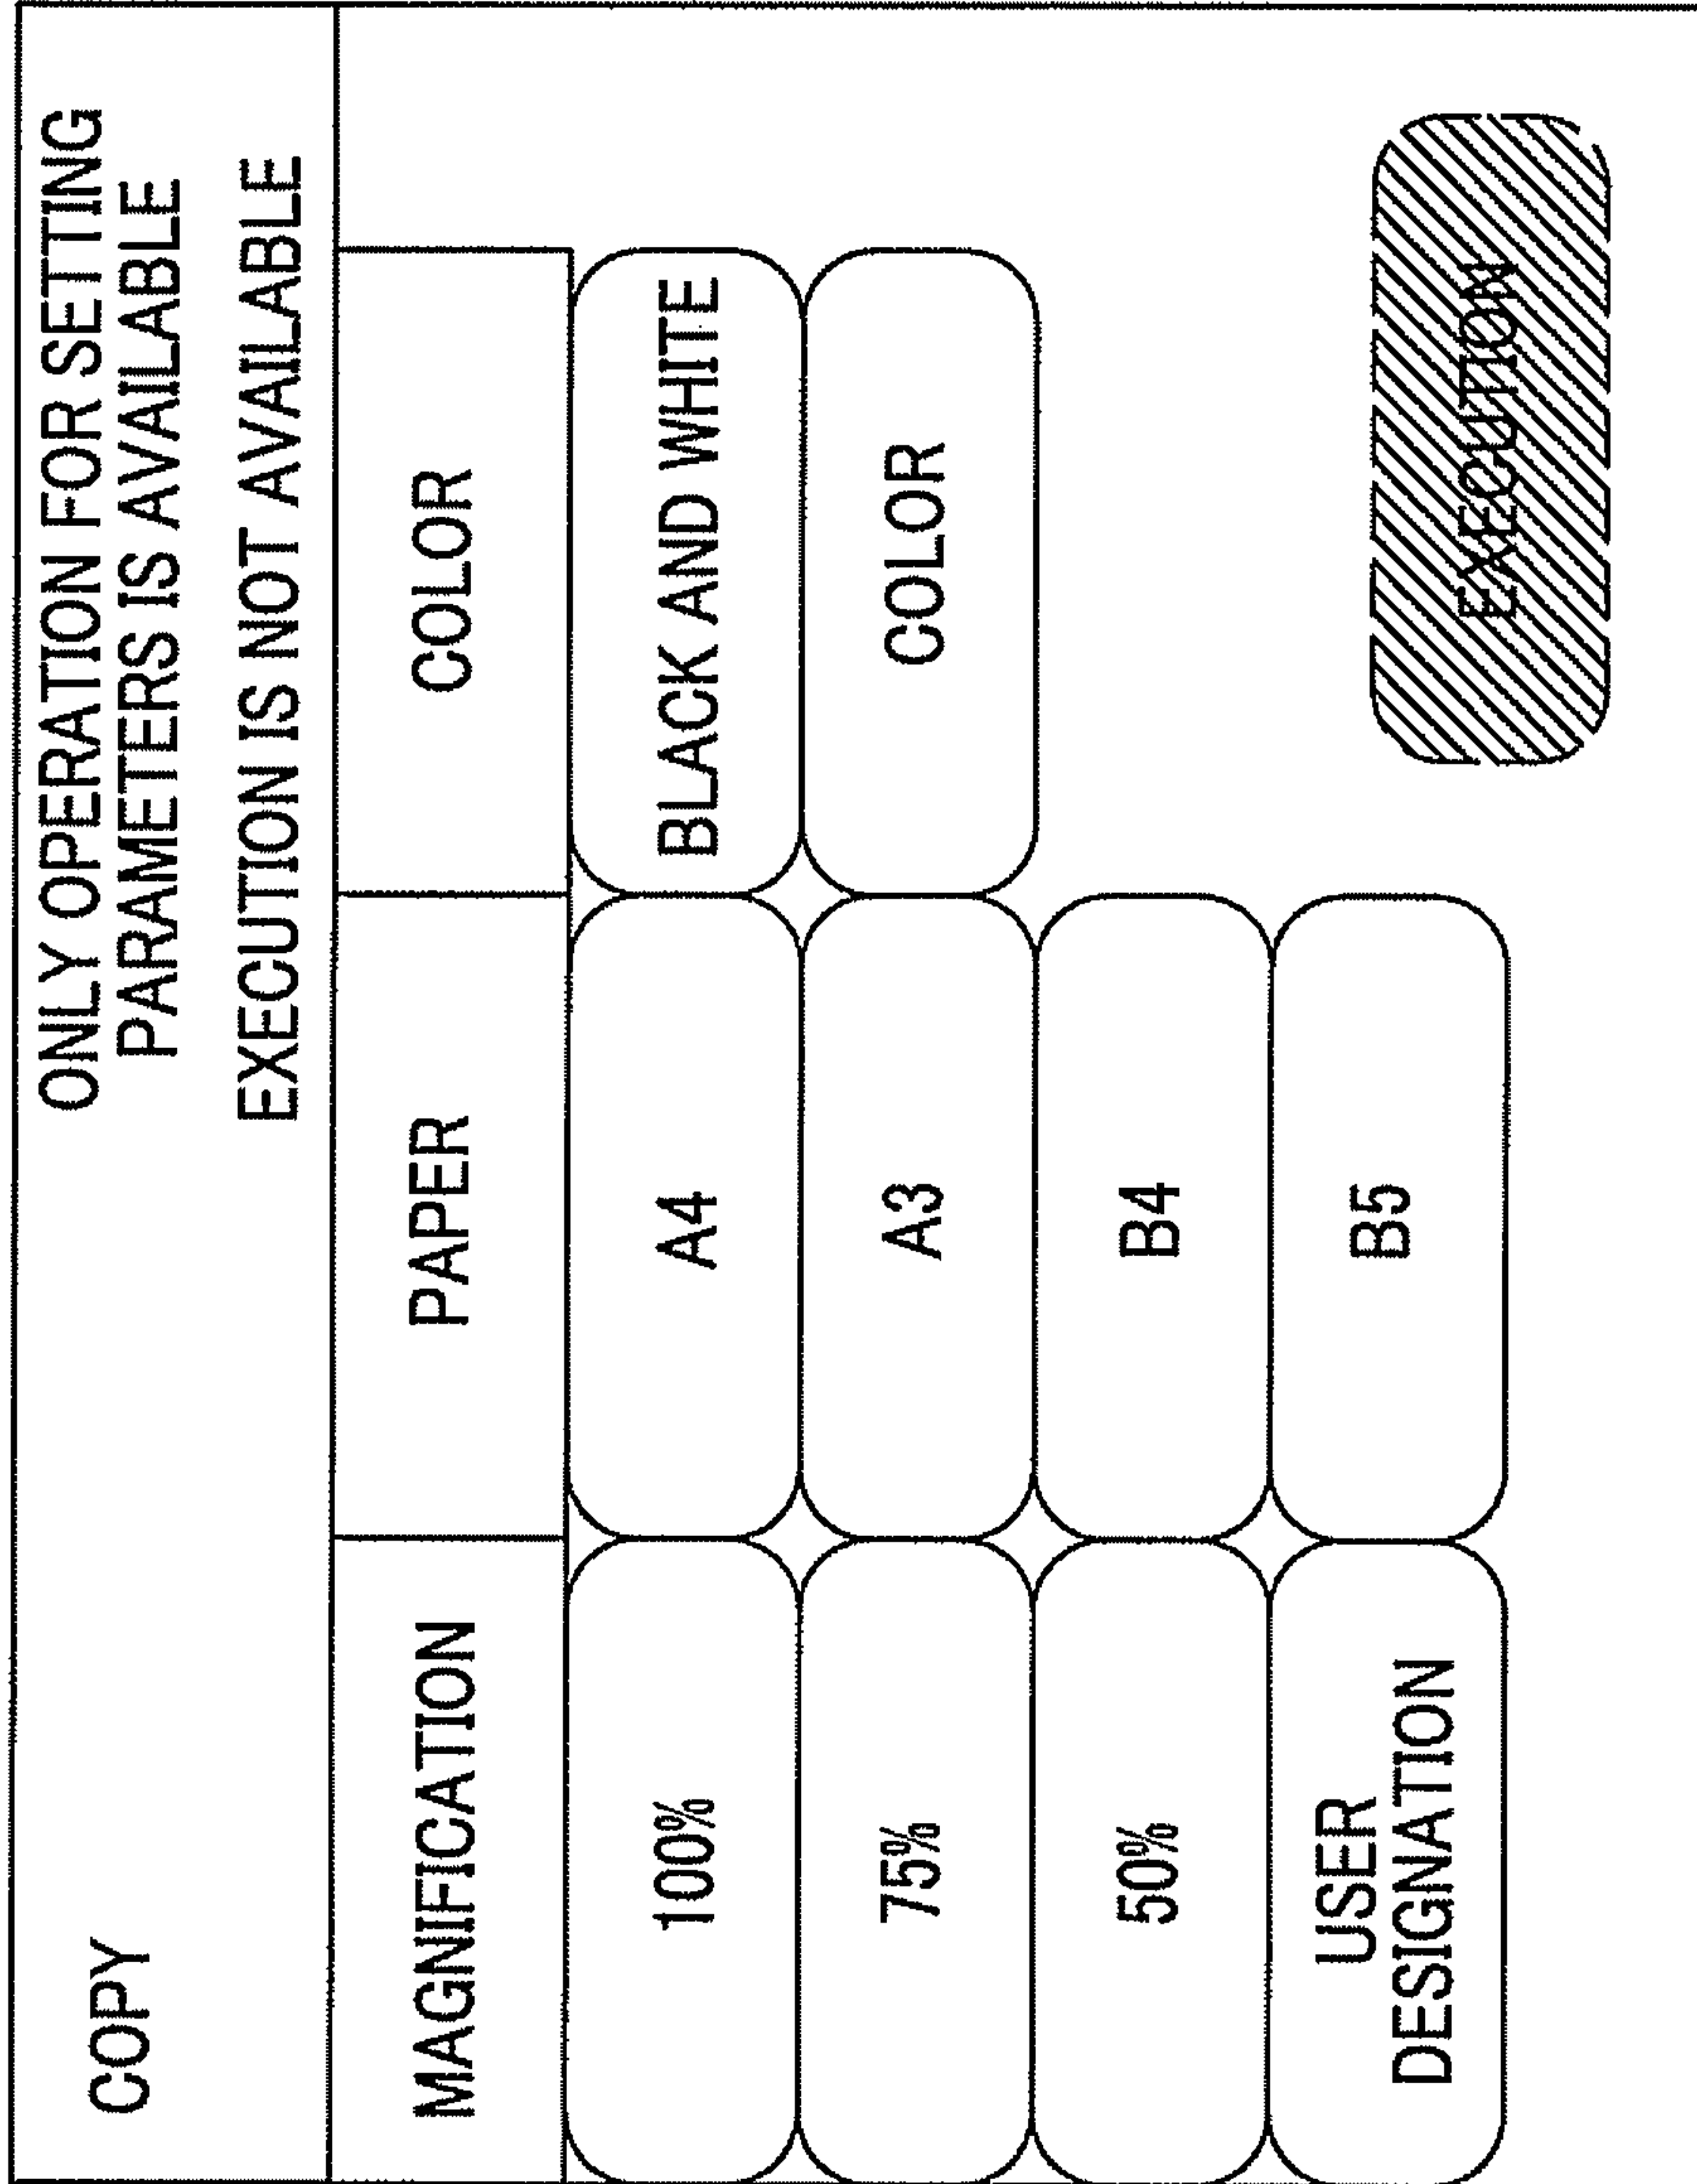 COPY
ONLY OPERATION FOR SETTING
PARAMETERS IS AVAILABLE
EXECUTION IS NOT AVAILABLE
MAGNIFICATION
PAPER
COLOR
100%
A4
BLACK AND WHITE
75%
A3
COLOR
50%
B4
USER
DESIGNATION
B5
EXECUTION